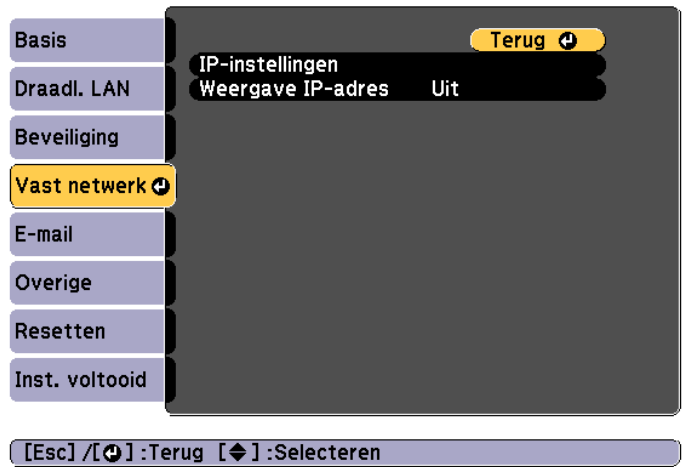 Basis
Draadl. LAN
Beveiliging
Vast netwerk
E-mail
Overige
Resetten
Inst. voltooid
Terug
IP-instellingen
Weergave IP-adres Uit
[Esc] /[⏎] :Terug [◆] :Selecteren